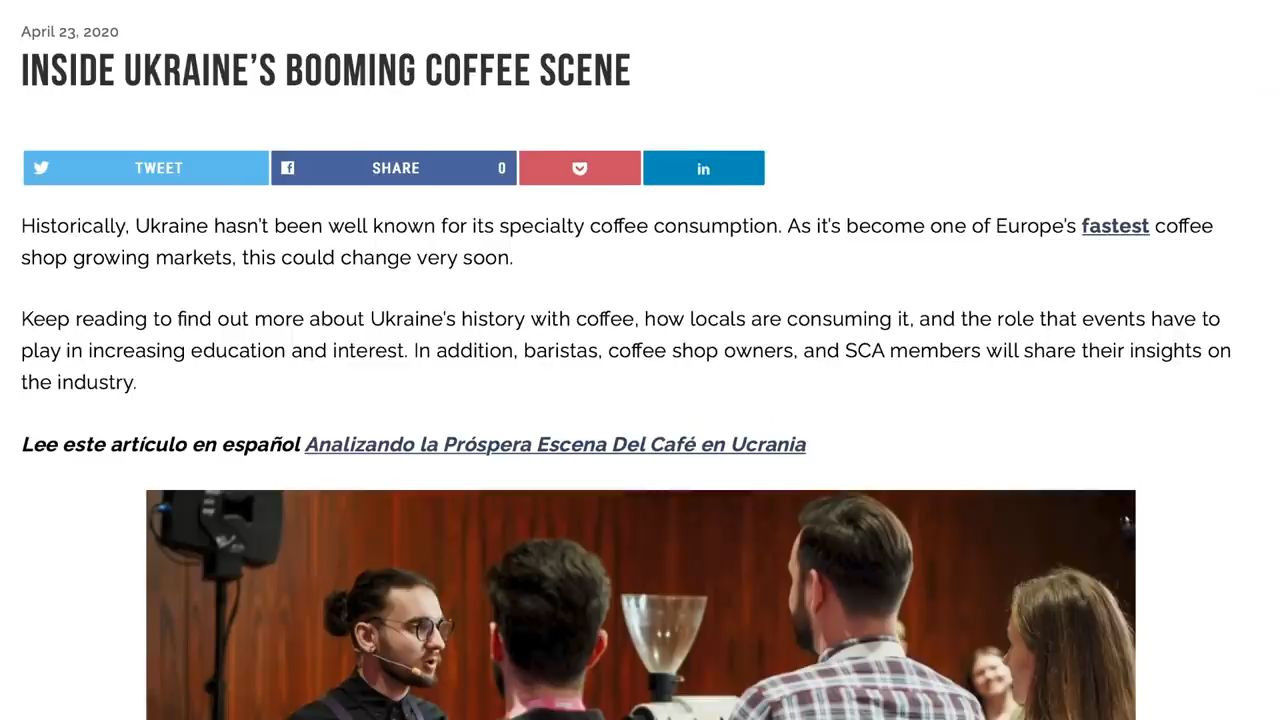 April 23, 2020
INSIDE UKRAINE’S BOOMING COFFEE SCENE
TWEET SHARE 0 in
Historically, Ukraine hasn’t been well known for its specialty coffee consumption. As it’s become one of Europe’s fastest coffee
shop growing markets, this could change very soon.
Keep reading to find out more about Ukraine’s history with coffee, how locals are consuming it, and the role that events have to
play in increasing education and interest. In addition, baristas, coffee shop owners, and SCA members will share their insights on
the industry.
Lee este artículo en español Analizando la Próspera Escena Del Café en Ucrania